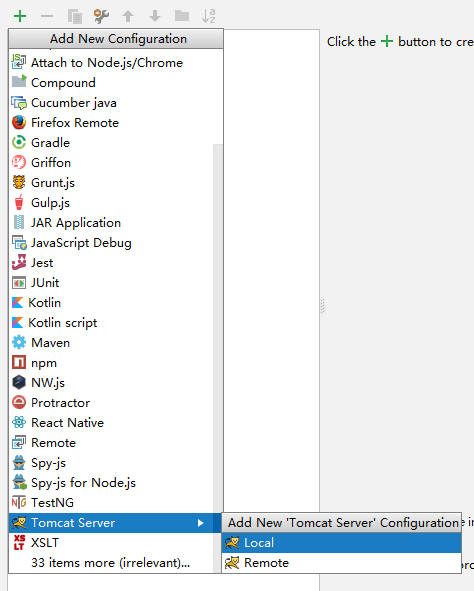 Add New Configuration
Click the + button to cre
Attach to Node.js/Chrome
Compound
Cucumber java
Firefox Remote
Gradle
Griffon
Grunt.js
Gulp.js
JAR Application
JavaScript Debug
Jest
JUnit
Kotlin
Kotlin script
Maven
npm
NW.js
Protractor
React Native
Remote
Spy-js
Spy-js for Node.js
TestNG
Tomcat Server
Add New 'Tomcat Server' Configuration
XSLT
Local
33 items more (irrelevant)...
Remote